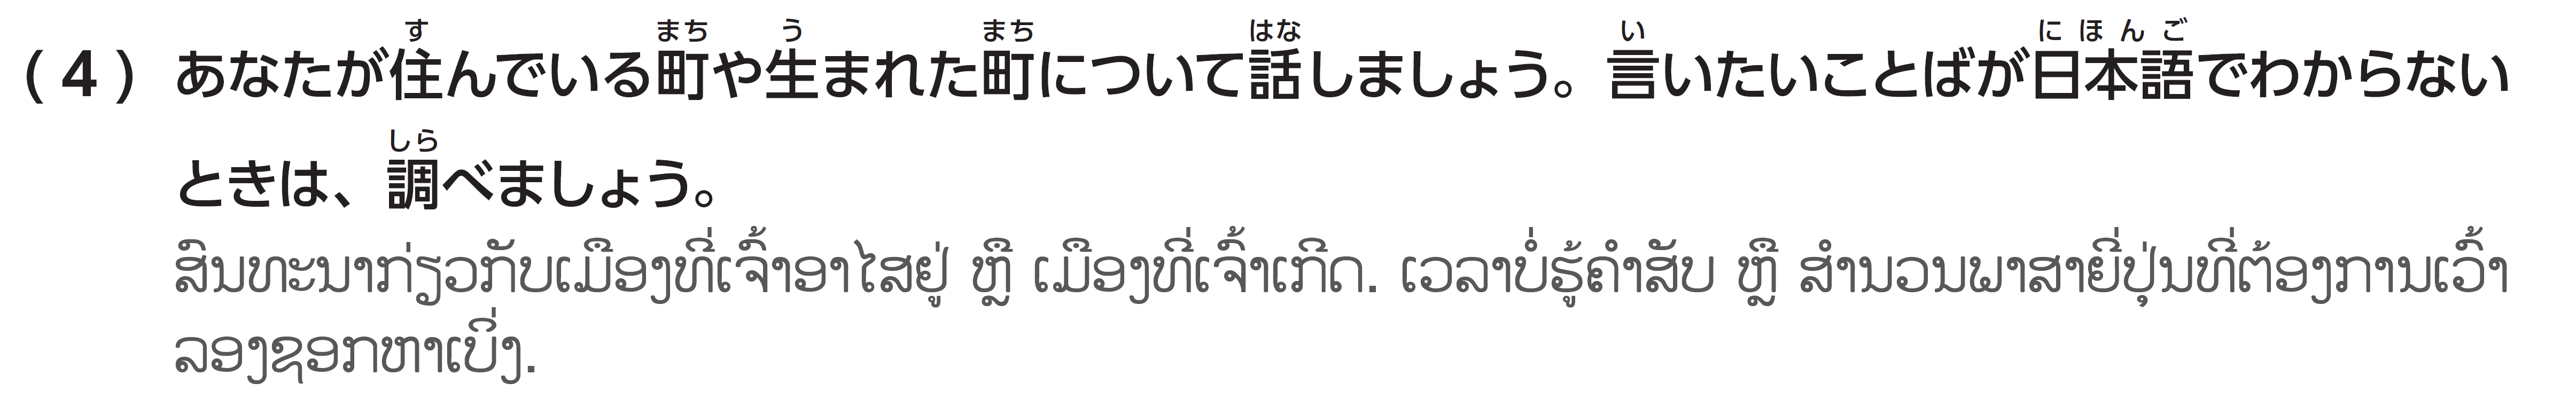 （4）あなたが住んでいる町や生まれた町について話しましょう。言いたいことばが日本語でわからない
ときは、調べましょう。
ສົນທະນາກ່ຽວກັບເມືອງທີ່ເຈົ້າອາໄສຢູ່ ຫຼື ເມືອງທີ່ເຈົ້າເກີດ. ເວລາບໍ່ຮູ້ຄຳສັບ ຫຼື ສຳນວນພາສາຍີ່ປຸ່ນທີ່ຕ້ອງການເວົ້າ
ລອງຊອກຫາເບິ່ງ.